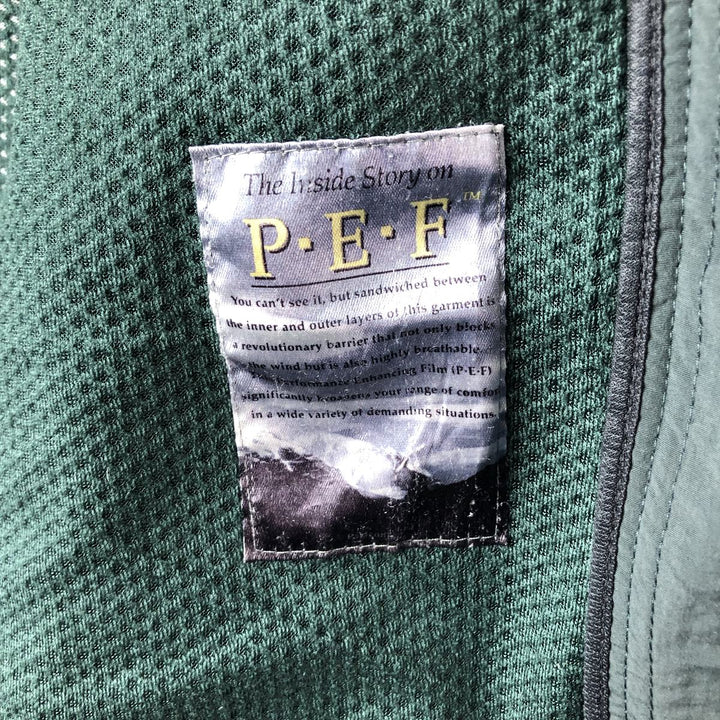 The Inside Story on
P·E·F™
You can't see it, but sandwiched between
the inner and outer layers of this garment is
a revolutionary barrier that not only blocks
the wind but is also highly breathable.
Performance Enhancing Film (P·E·F)
significantly broadens your range of comfort
in a wide variety of demanding situations.